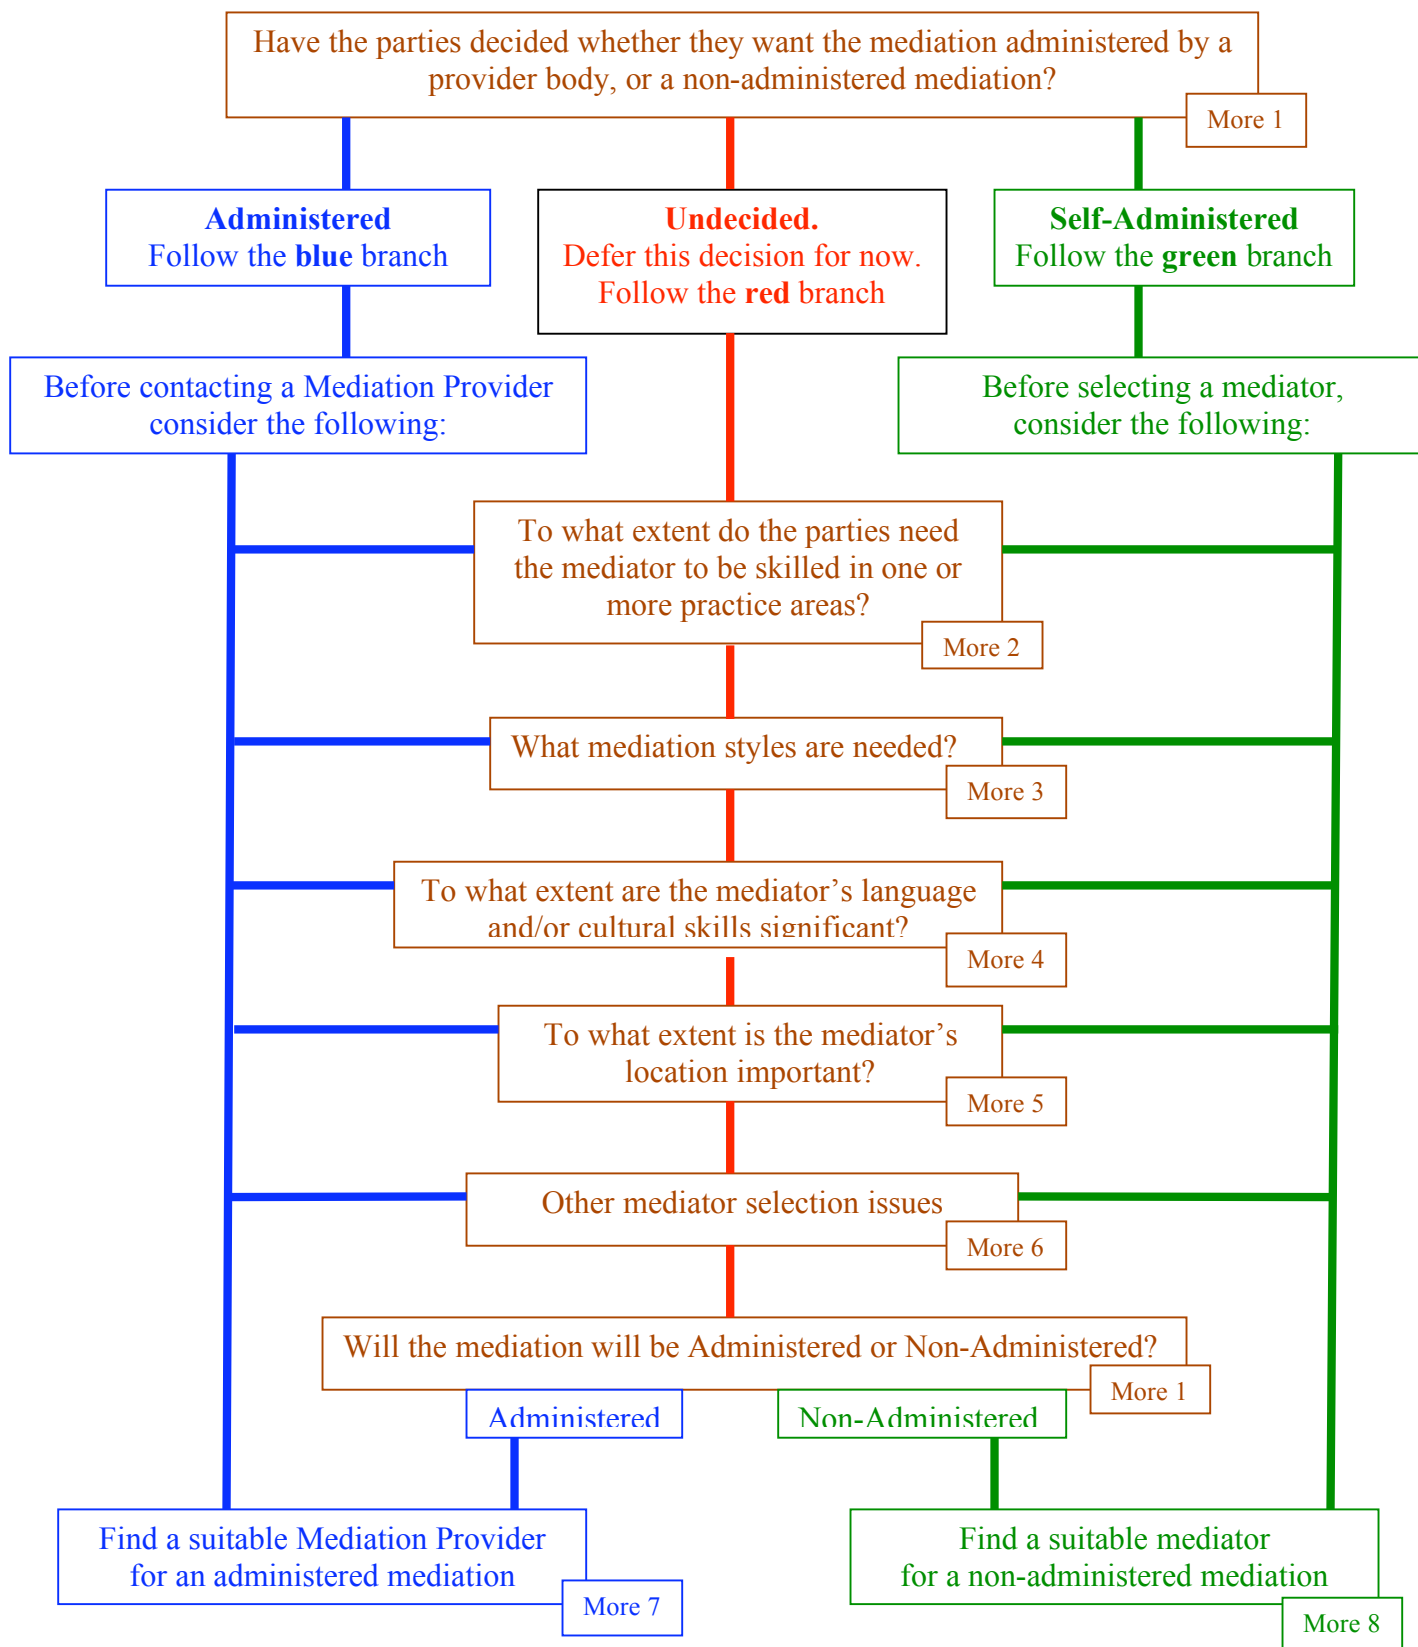 Have the parties decided whether they want the mediation administered by a
provider body, or a non-administered mediation?
More 1
Administered
Follow the blue branch
Undecided.
Defer this decision for now.
Follow the red branch
Self-Administered
Follow the green branch
Before contacting a Mediation Provider
consider the following:
Before selecting a mediator,
consider the following:
To what extent do the parties need
the mediator to be skilled in one or
more practice areas?
More 2
What mediation styles are needed?
More 3
To what extent are the mediator’s language
and/or cultural skills significant?
More 4
To what extent is the mediator’s
location important?
More 5
Other mediator selection issues
More 6
Will the mediation will be Administered or Non-Administered?
More 1
Administered
Non-Administered
Find a suitable Mediation Provider
for an administered mediation
More 7
Find a suitable mediator
for a non-administered mediation
More 8